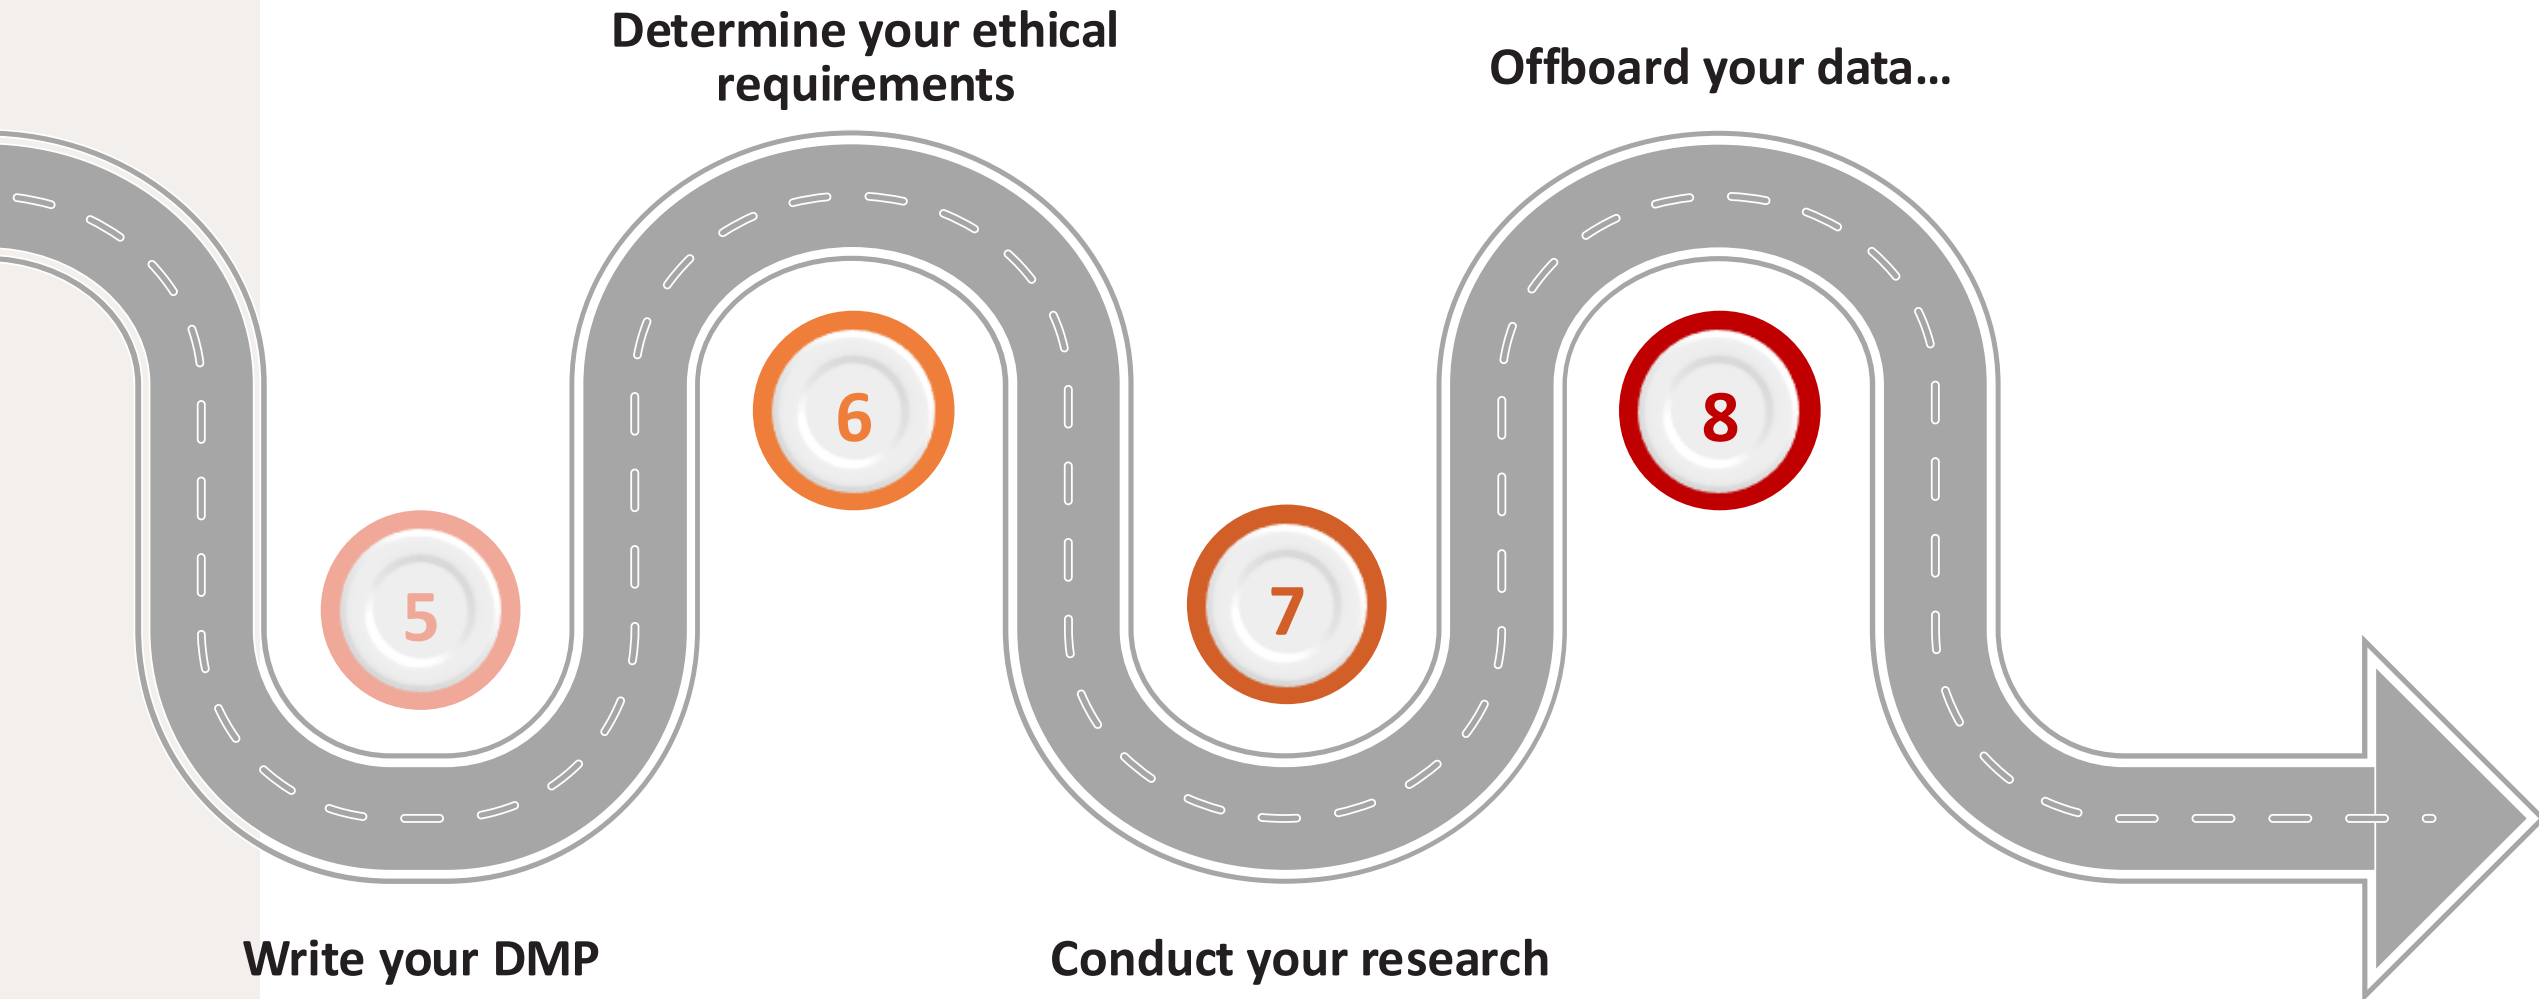 Determine your ethical
requirements
Offboard your data...
6
8
5
7
Write your DMP
Conduct your research